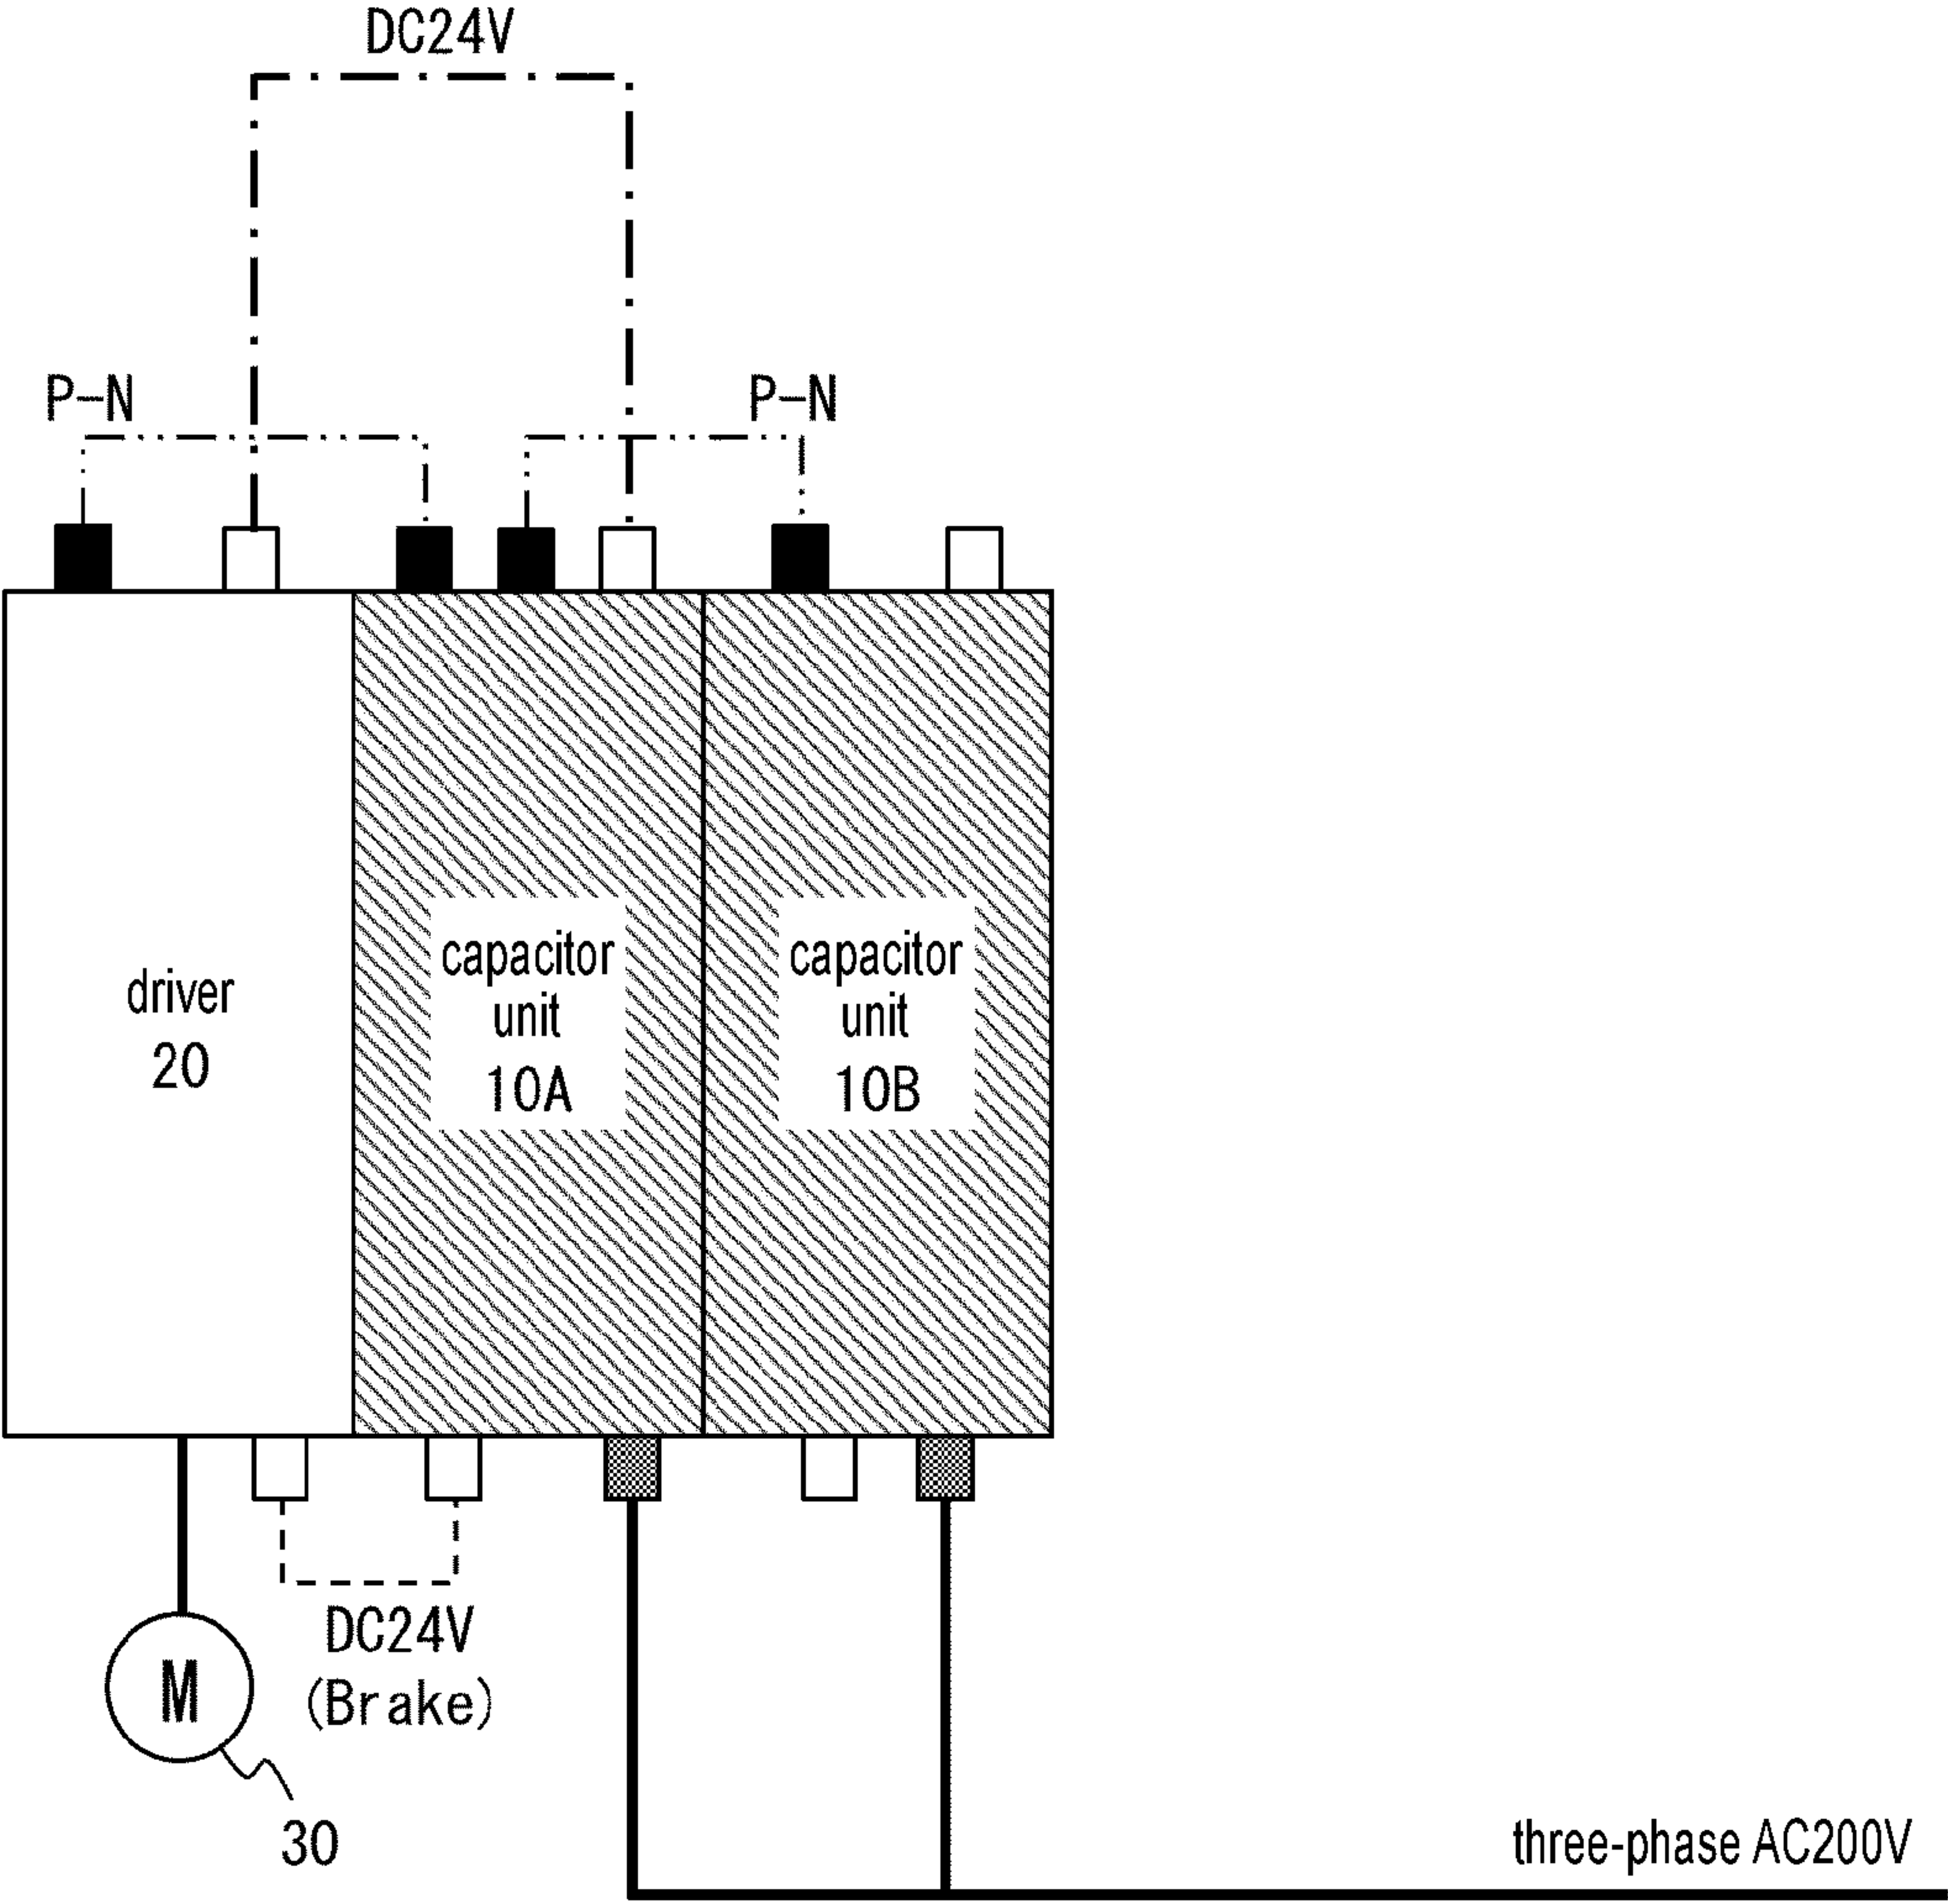 DC24V
P-N
P-N
driver
20
capacitor
unit
10A
capacitor
unit
10B
DC24V
(Brake)
M
30
three-phase AC200V